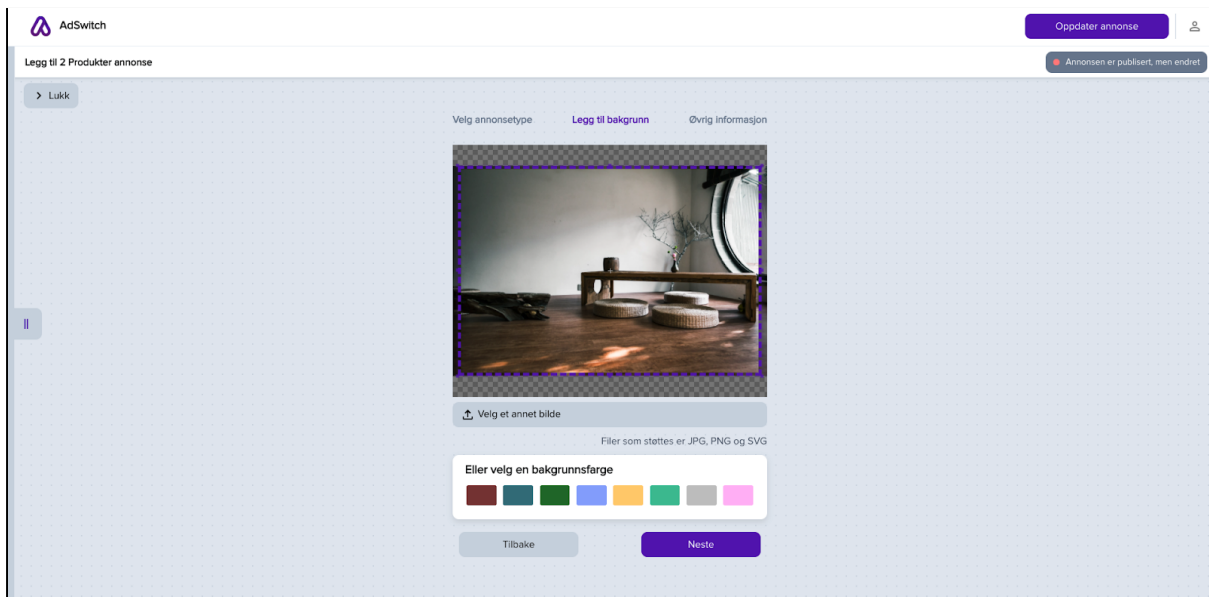 AdSwitch
Oppdater annonse
Legg til 2 Produkter annonse
Annonsen er publisert, men endret
Lukk
Velg annonsetype
Legg til bakgrunn
Øvrig informasjon
Velg et annet bilde
Filer som støttes er JPG, PNG og SVG
Eller velg en bakgrunnsfarge
Tilbake
Neste